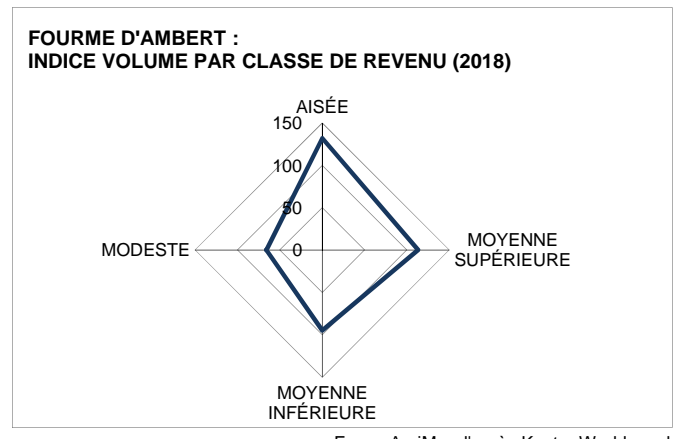 FOURME D'AMBERT :
INDICE VOLUME PAR CLASSE DE REVENU (2018)
AISÉE
150
100
50
0
MODESTE
MOYENNE
SUPÉRIEURE
MOYENNE
INFÉRIEURE